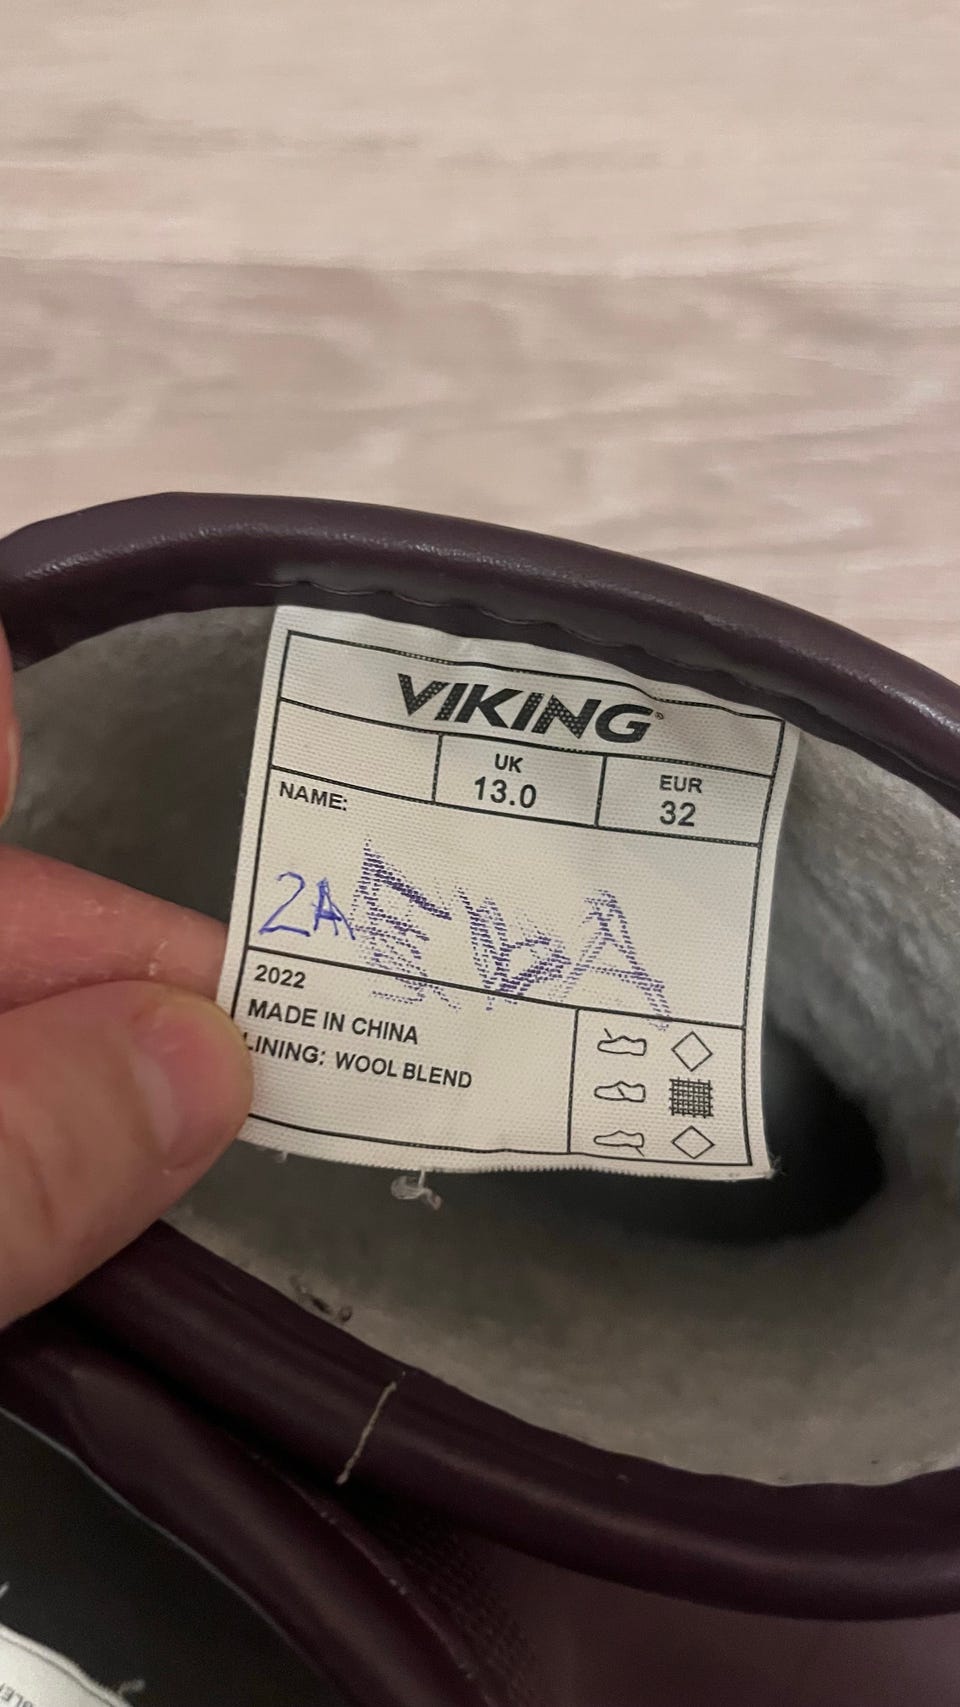 VIKING®
UK
13.0
EUR
32
NAME:
2A
2022
MADE IN CHINA
LINING: WOOL BLEND